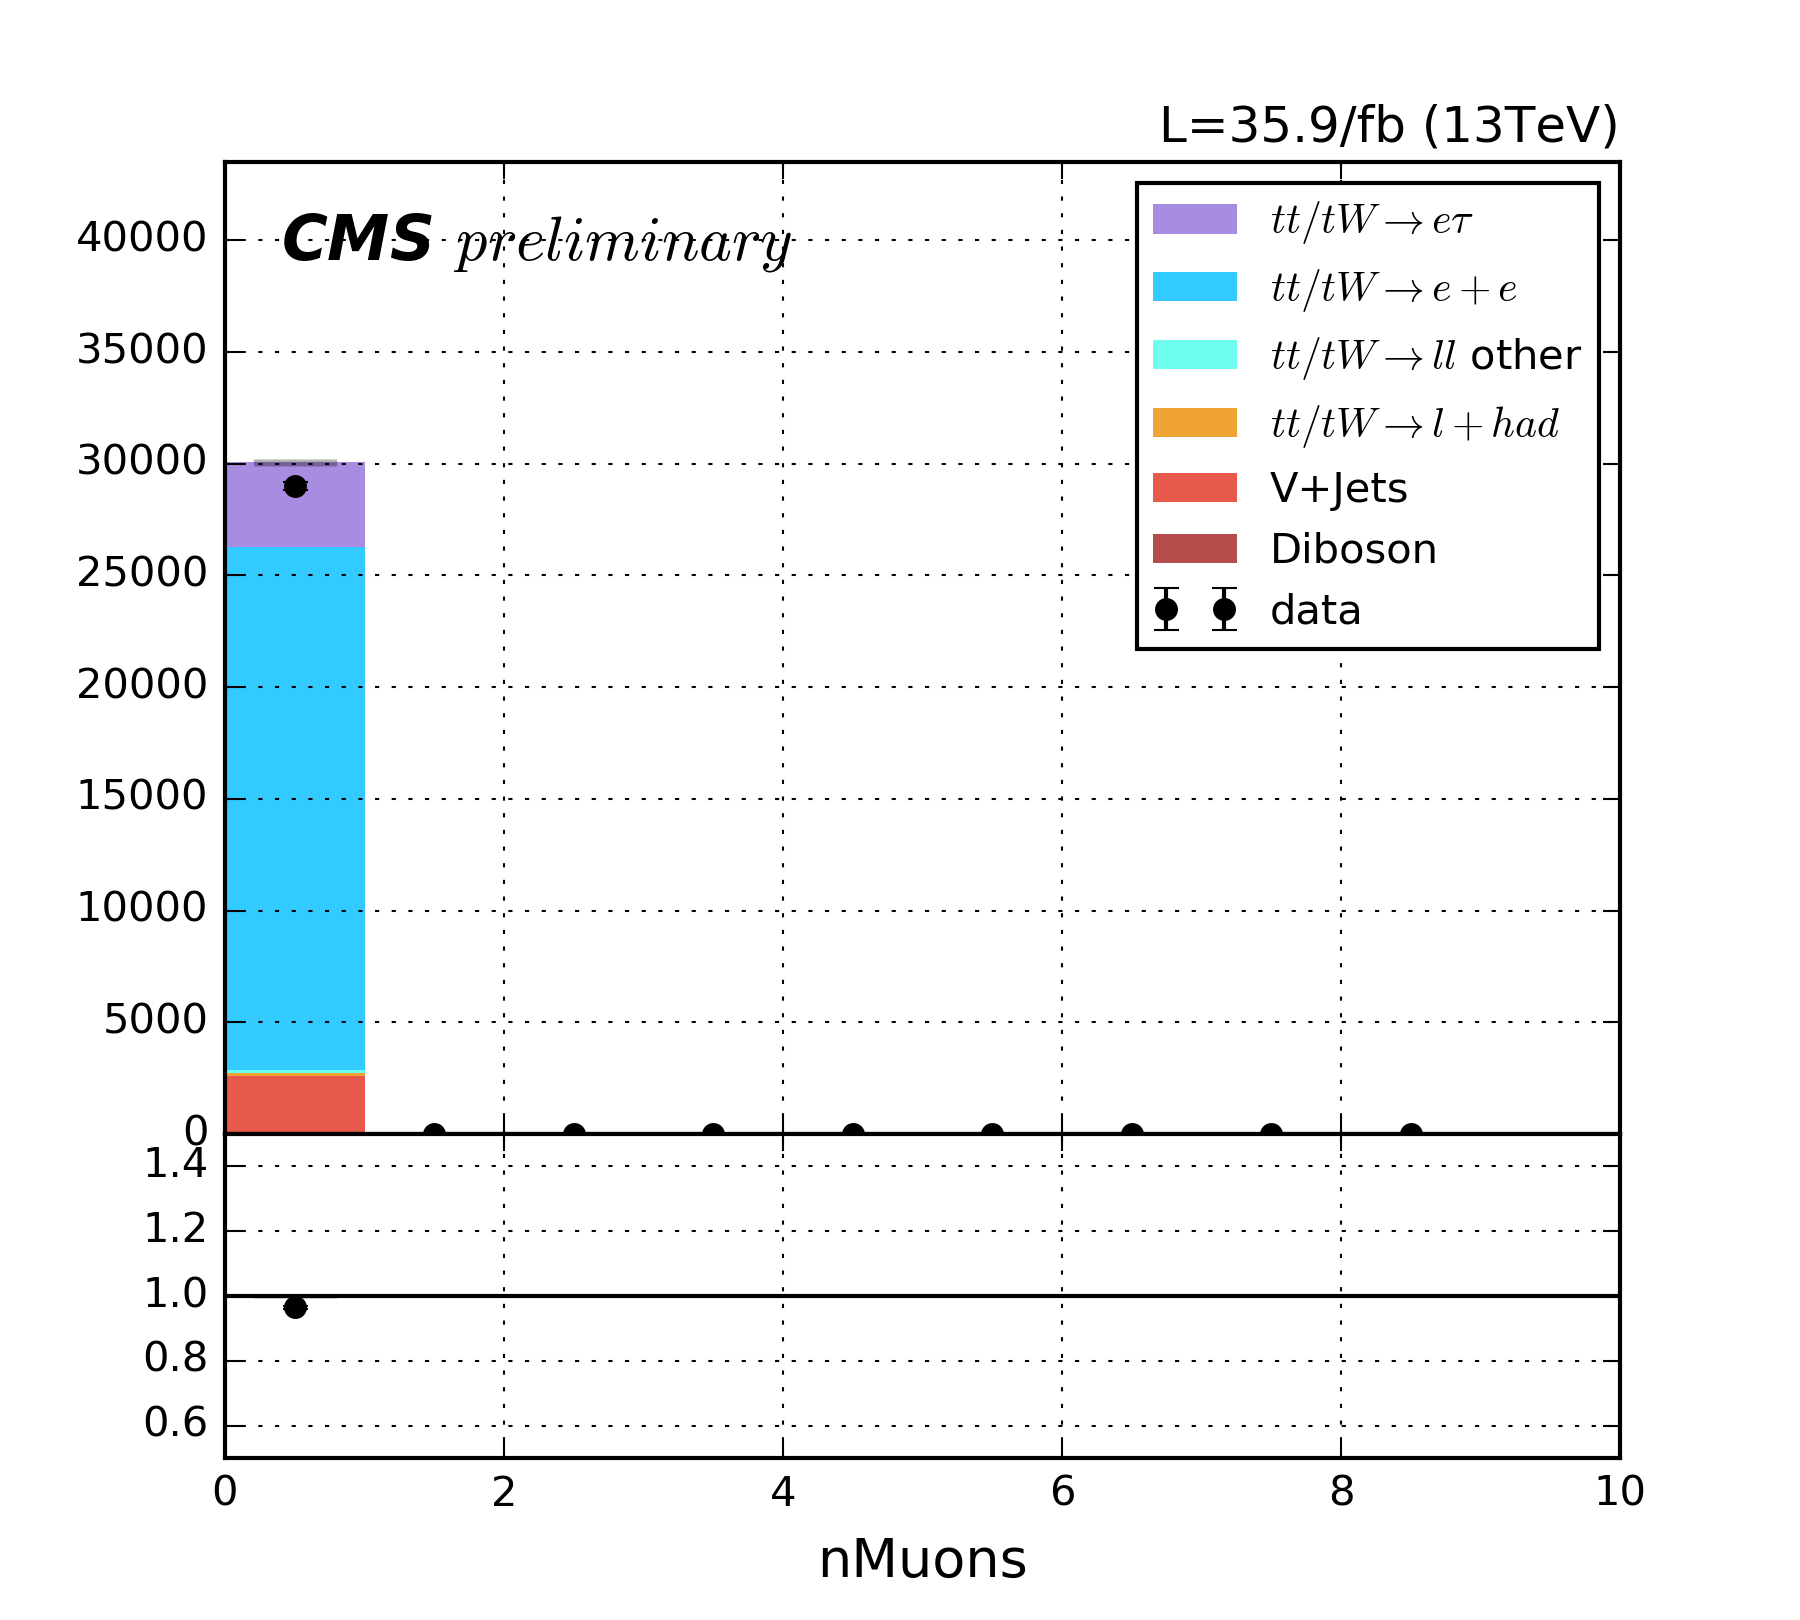 L=35.9/fb (13TeV)
CMS preliminary
tt/tW→eτ
tt/tW→e+e
tt/tW→ll other
tt/tW→l+had
V+Jets
Diboson
data
40000
35000
30000
25000
20000
15000
10000
5000
0
1.4
1.2
1.0
0.8
0.6
0 2 4 6 8 10
nMuons